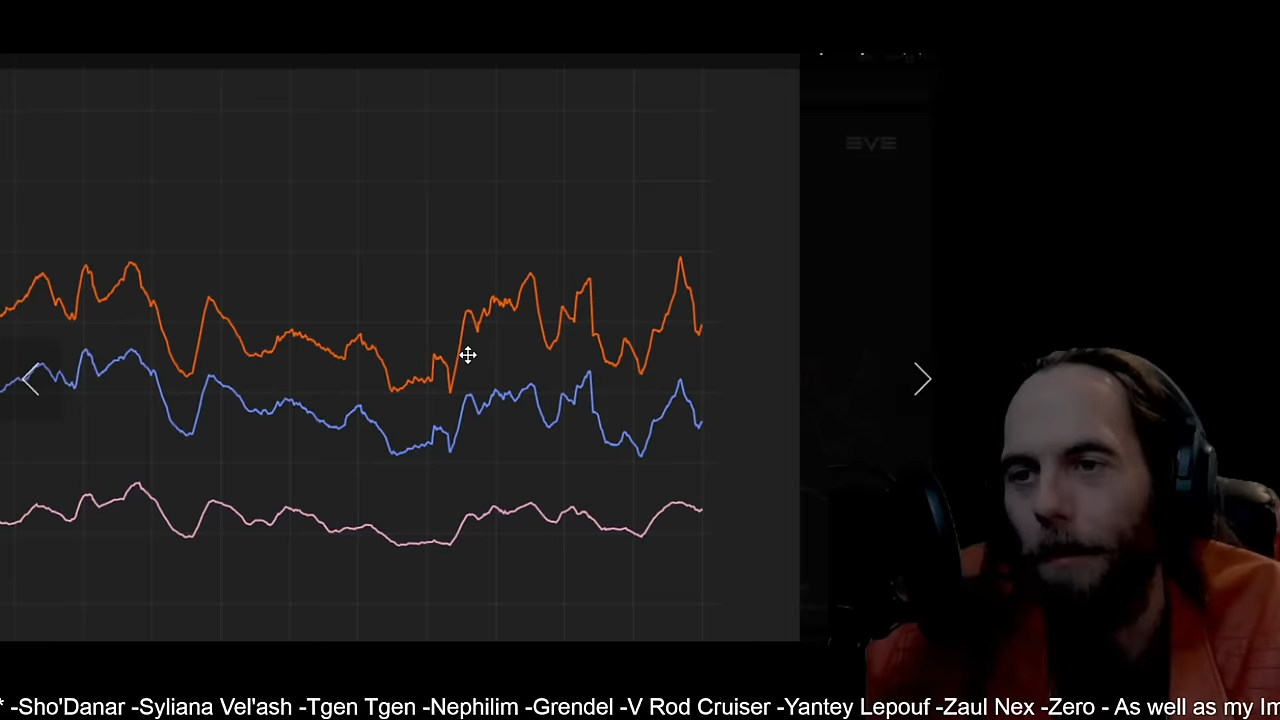 EVE
* -Sho'Danar -Syliana Vel'ash -Tgen Tgen -Nephilim -Grendel -V Rod Cruiser -Yantey Lepouf -Zaul Nex -Zero - As well as my Im